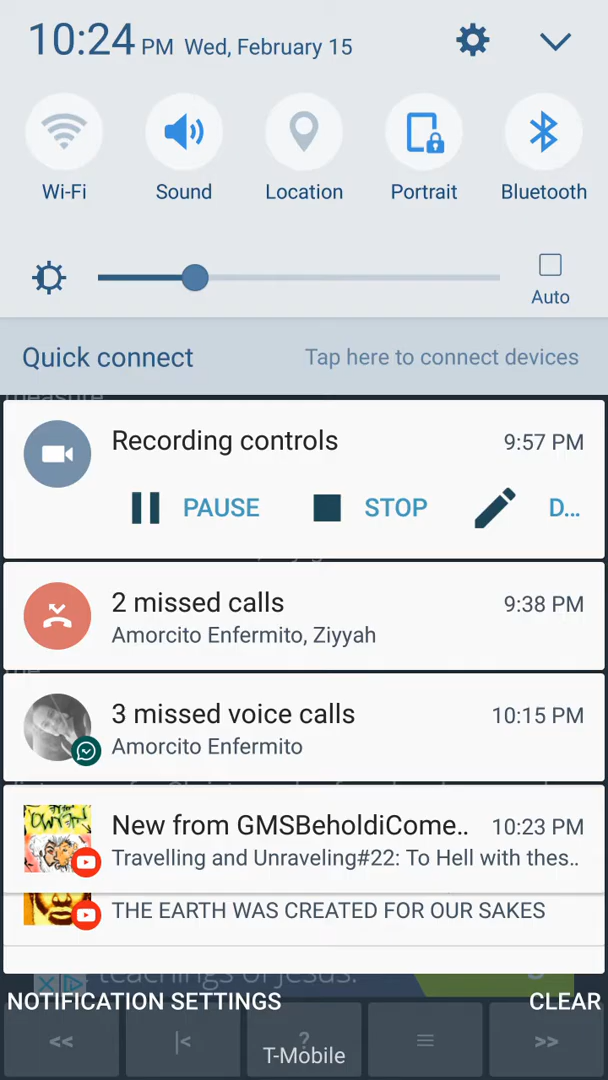 10:24 PM Wed, February 15
Wi-Fi Sound Location Portrait Bluetooth
Auto
Quick connect Tap here to connect devices
measure
Recording controls 9:57 PM
PAUSE STOP D...
2 missed calls 9:38 PM
Amorcito Enfermito, Ziyyah
3 missed voice calls 10:15 PM
Amorcito Enfermito
New from GMSBeholdiCome.. 10:23 PM
Travelling and Unraveling#22: To Hell with thes..
THE EARTH WAS CREATED FOR OUR SAKES
teachings of Jesus.
NOTIFICATION SETTINGS CLEAR
<< |< ? ≡ >>
T-Mobile